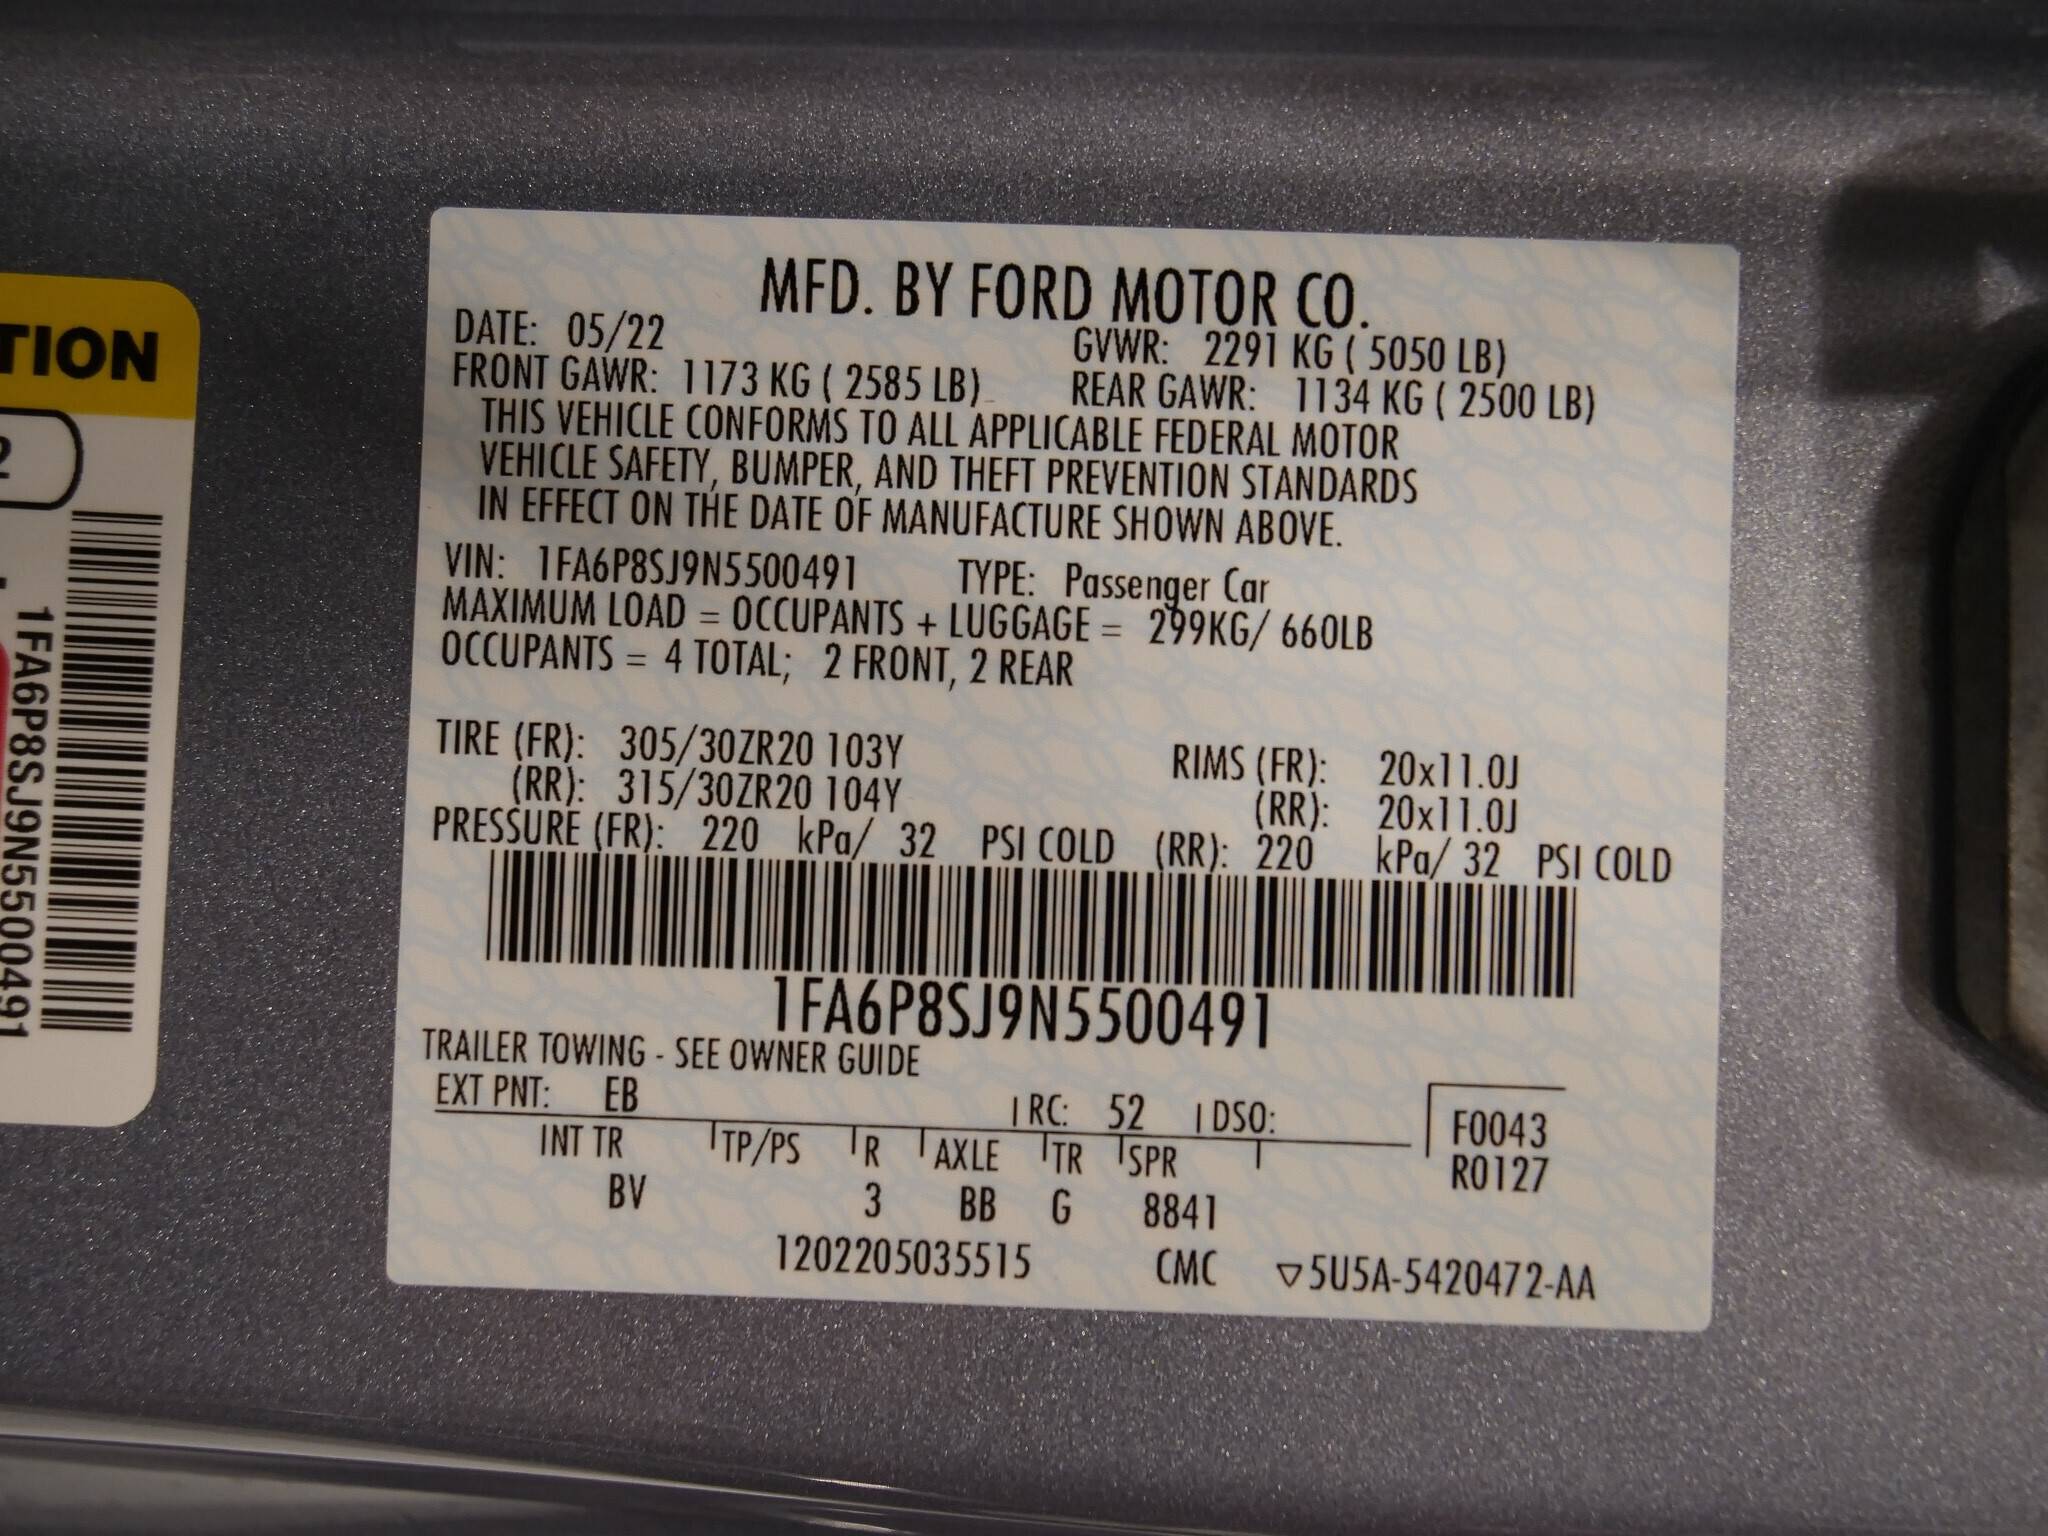 TION
2
1FA6P8SJ9N5500491
MFD. BY FORD MOTOR CO.
DATE: 05/22 GVWR: 2291 KG ( 5050 LB)
FRONT GAWR: 1173 KG ( 2585 LB) REAR GAWR: 1134 KG ( 2500 LB)
THIS VEHICLE CONFORMS TO ALL APPLICABLE FEDERAL MOTOR
VEHICLE SAFETY, BUMPER, AND THEFT PREVENTION STANDARDS
IN EFFECT ON THE DATE OF MANUFACTURE SHOWN ABOVE.
VIN: 1FA6P8SJ9N5500491 TYPE: Passenger Car
MAXIMUM LOAD = OCCUPANTS + LUGGAGE = 299KG/ 660LB
OCCUPANTS = 4 TOTAL; 2 FRONT, 2 REAR
TIRE (FR): 305/30ZR20 103Y RIMS (FR): 20x11.0J
(RR): 315/30ZR20 104Y (RR): 20x11.0J
PRESSURE (FR): 220 kPa/ 32 PSI COLD (RR): 220 kPa/ 32 PSI COLD
1FA6P8SJ9N5500491
TRAILER TOWING - SEE OWNER GUIDE
EXT PNT: EB RC: 52 DSO: F0043
INT TR TP/PS R AXLE TR SPR R0127
BV 3 BB G 8841
1202205035515 CMC ▽5U5A-5420472-AA